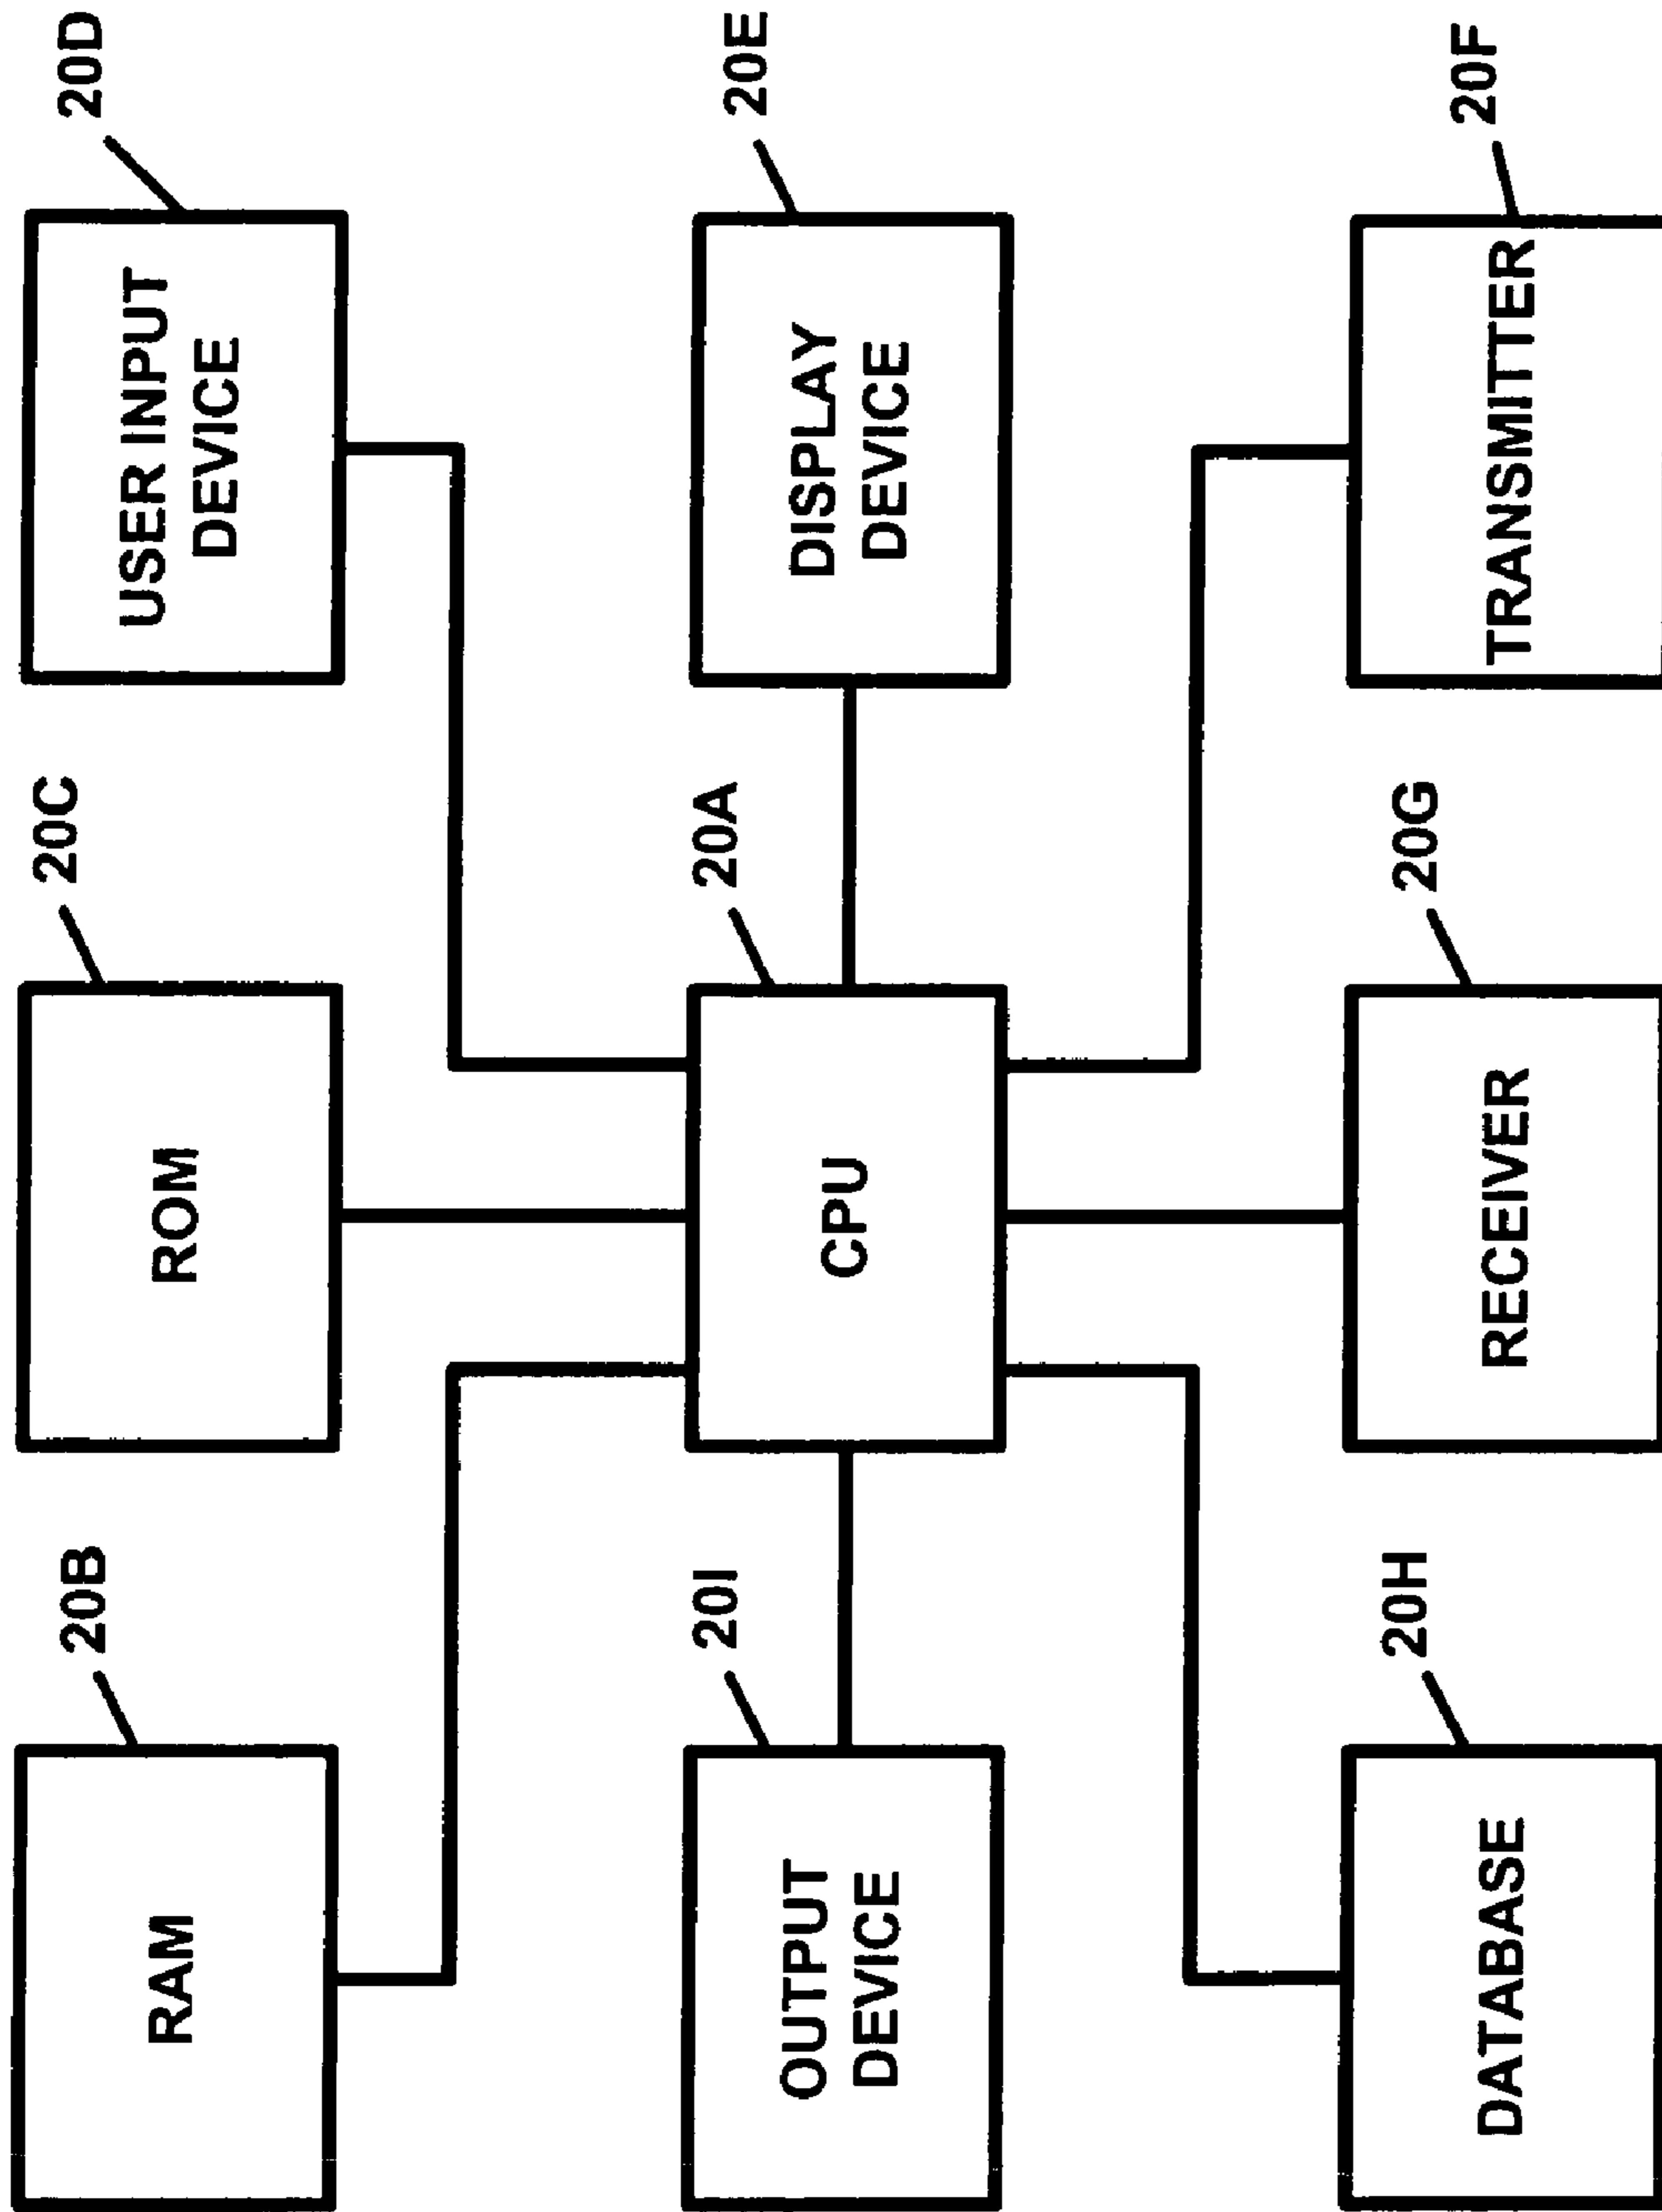 20B
20C
20D
RAM
ROM
USER INPUT
DEVICE
20I
20A
20E
OUTPUT
DEVICE
CPU
DISPLAY
DEVICE
20H
20G
20F
DATABASE
RECEIVER
TRANSMITTER